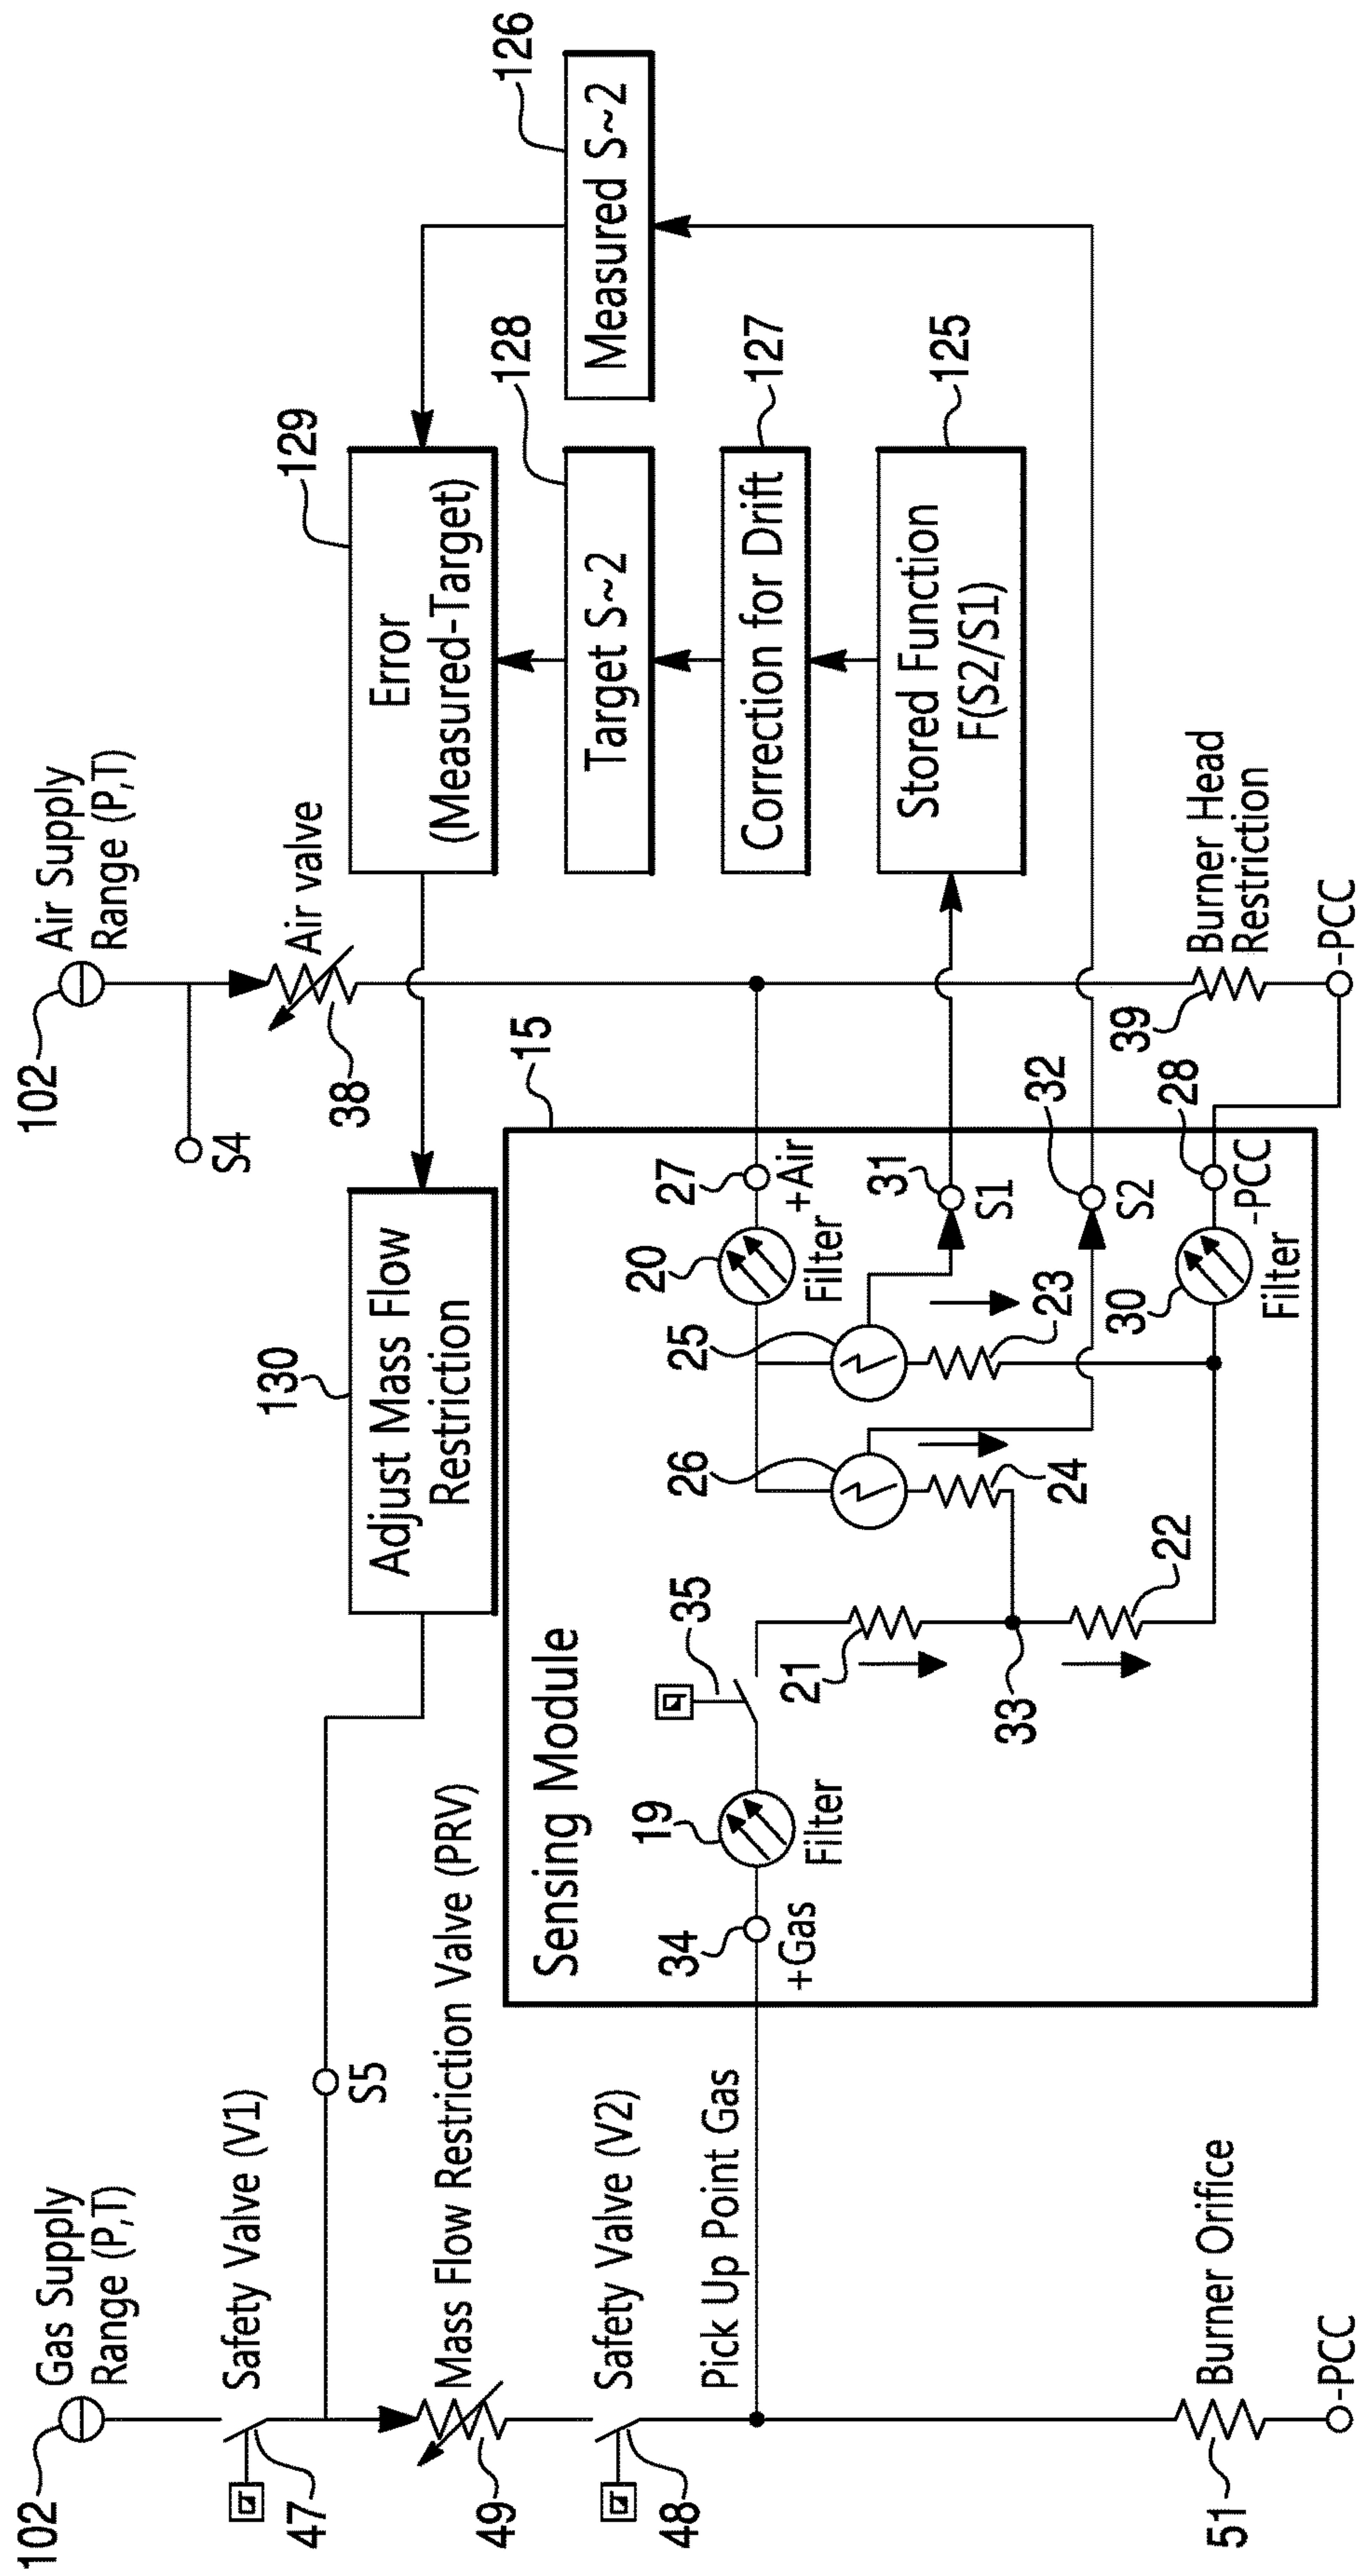 102
Gas Supply
Range (P,T)
Safety Valve (V1)
47
S5
Mass Flow Restriction Valve (PRV)
49
Safety Valve (V2)
48
Pick Up Point Gas
Burner Orifice
51
-PCC
130
Adjust Mass Flow
Restriction
Sensing Module
15
34
+Gas
19
Filter
35
21
33
22
26
24
25
23
20
Filter
27
+Air
31
S1
32
S2
30
Filter
28
-PCC
102
Air Supply
Range (P,T)
S4
Air valve
38
39
Burner Head
Restriction
-PCC
129
Error
(Measured-Target)
128
Target S~2
127
Correction for Drift
125
Stored Function
F(S2/S1)
126
Measured S~2